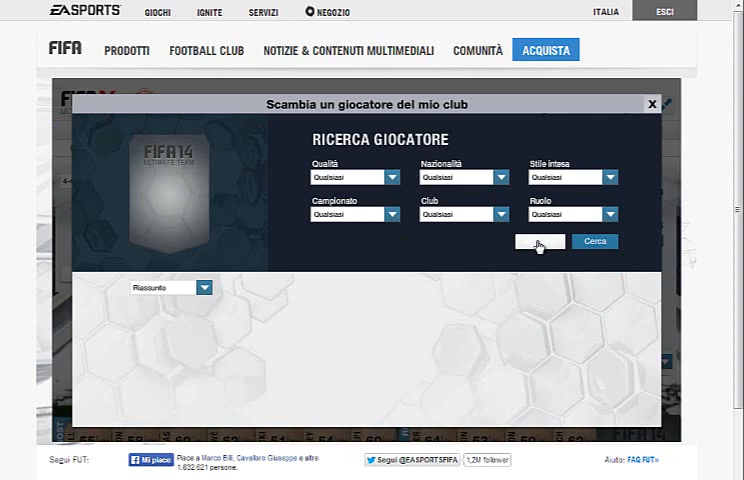 EA SPORTS GIOCHI IGNITE SERVIZI NEGOZIO ITALIA ESCI
FIFA PRODOTTI FOOTBALL CLUB NOTIZIE & CONTENUTI MULTIMEDIALI COMUNITÀ ACQUISTA
Scambia un giocatore del mio club X
FIFA 14
ULTIMATE TEAM
RICERCA GIOCATORE
Qualità Nazionalità Stile intesa
Qualsiasi Qualsiasi Qualsiasi
Campionato Club Ruolo
Qualsiasi Qualsiasi Qualsiasi
Cerca
Riassunto
Segui FUT: Mi piace Piace a Marco Bill, Cavallaro Giuseppe e altre 1.632.621 persone. Segui @EASPORTSFIFA 1,2M follower Aiuto: FAQ FUT»